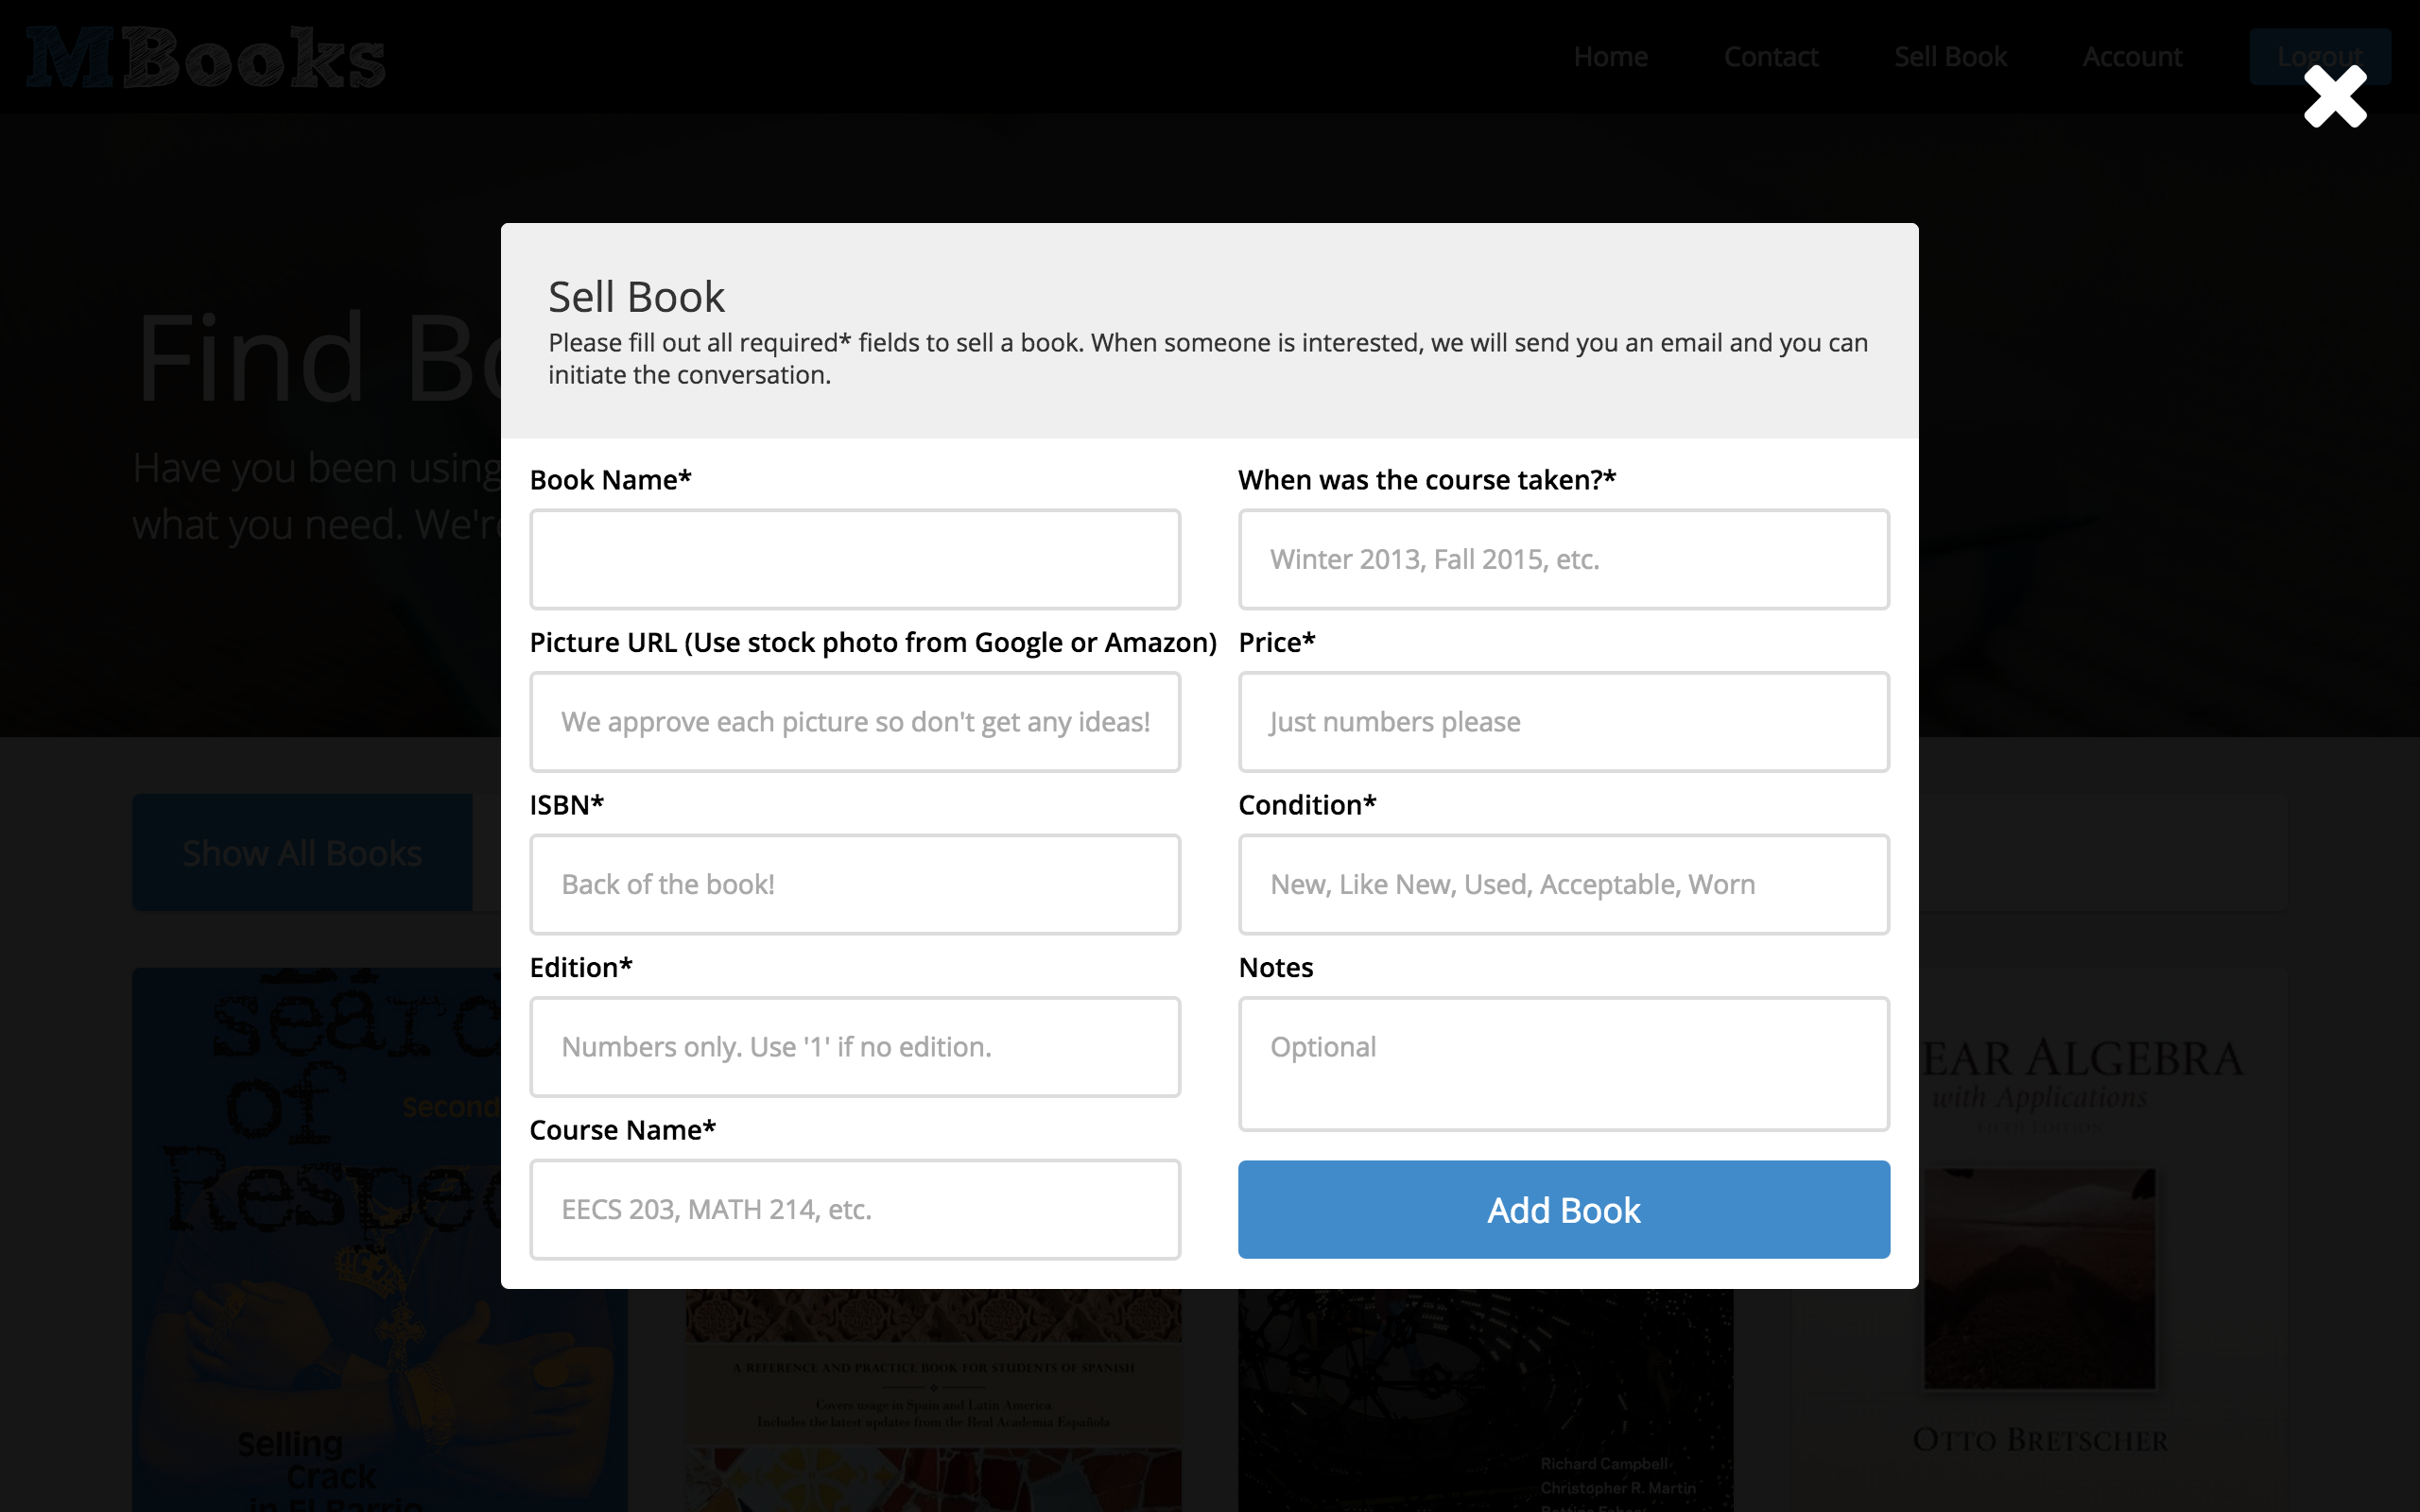 MBooks
Home
Contact
Sell Book
Account
Logout
Find Bo
Have you been using
what you need. We're
Sell Book
Please fill out all required* fields to sell a book. When someone is interested, we will send you an email and you can
initiate the conversation.
Book Name*
When was the course taken?*
Winter 2013, Fall 2015, etc.
Picture URL (Use stock photo from Google or Amazon)
Price*
We approve each picture so don't get any ideas!
Just numbers please
ISBN*
Condition*
Back of the book!
New, Like New, Used, Acceptable, Worn
Edition*
Notes
Numbers only. Use '1' if no edition.
Optional
Course Name*
EECS 203, MATH 214, etc.
Add Book
Show All Books
of
Second
EAR ALGEBRA
with Applications
FIFTH EDITION
OTTO BRETSCHER
A REFERENCE AND PRACTICE BOOK FOR STUDENTS OF SPANISH
Covers usage in Spain and Latin America
Includes the latest updates from the Real Academia Española
Selling
Crack
in El Barrio
Richard Campbell
Christopher R. Martin